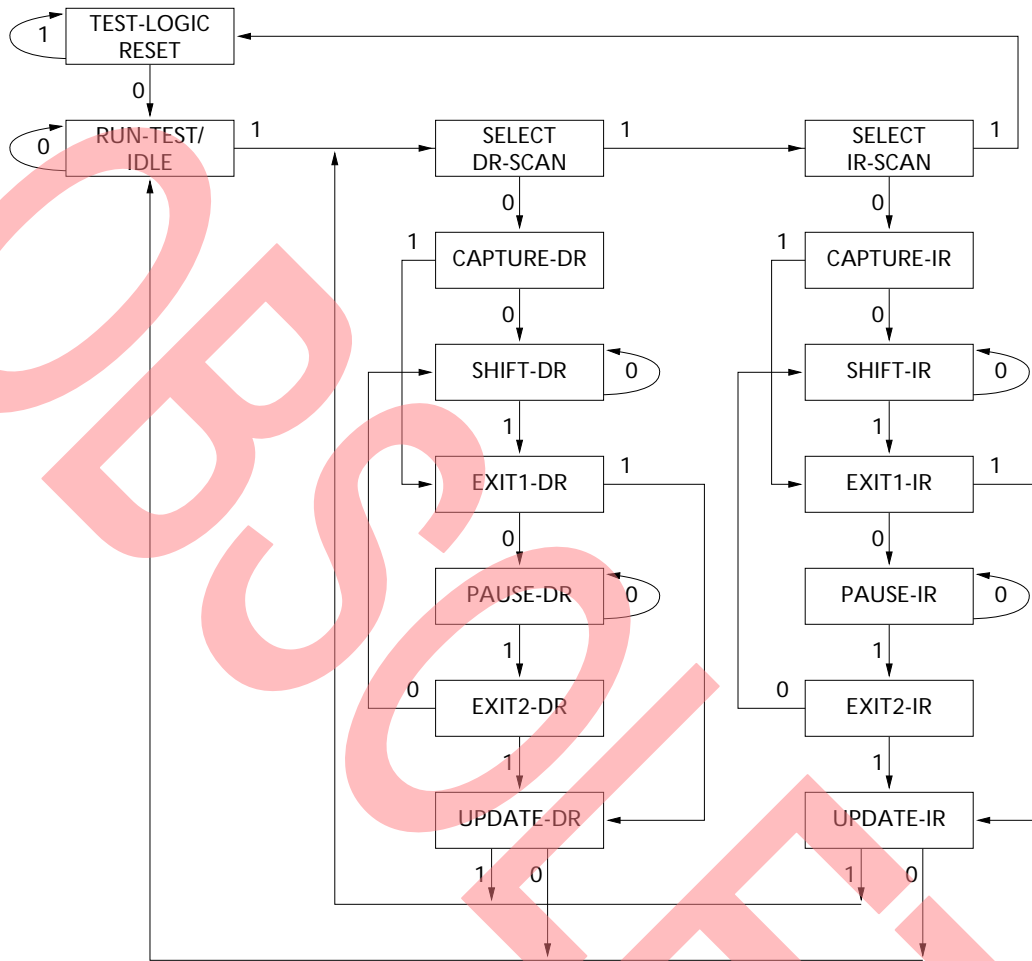 TEST-LOGIC
RESET
1
0
RUN-TEST/
IDLE
0
1
SELECT
DR-SCAN
1
SELECT
IR-SCAN
1
0
0
1
CAPTURE-DR
1
CAPTURE-IR
0
0
SHIFT-DR
0
SHIFT-IR
0
1
1
EXIT1-DR
1
EXIT1-IR
1
0
0
PAUSE-DR
0
PAUSE-IR
0
1
1
0
EXIT2-DR
0
EXIT2-IR
1
1
UPDATE-DR
UPDATE-IR
1
0
1
0
OBSOLETE